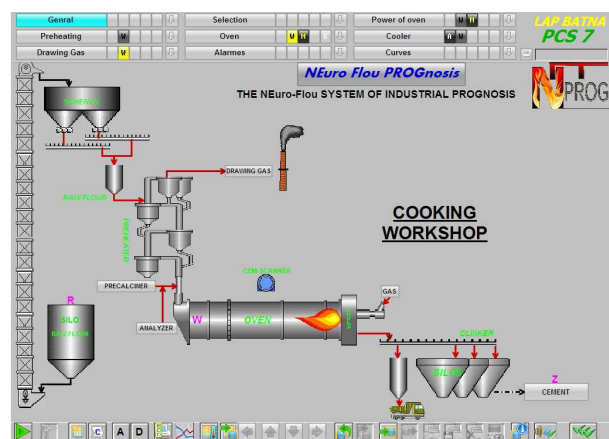 Genral
Selection
Power of oven
W
H
LAP BATNA
Preheating
W
Oven
W
H
Cooler
A
W
PCS 7
Drawing Gas
W
Alarmes
Curves
NEuro Flou PROGnosis
THE NEuro-Flou SYSTEM OF INDUSTRIAL PROGNOSIS
NPROG
DRAWING GAS
RAW FLOUR
PREHEATER
COOKING
WORKSHOP
CEM SCANNER
PRECALCINER
GAS
R
SILO
RAW FLOUR
W
OVEN
ANALYZER
CLINKER
SILOS
Z
CEMENT
C
A
D